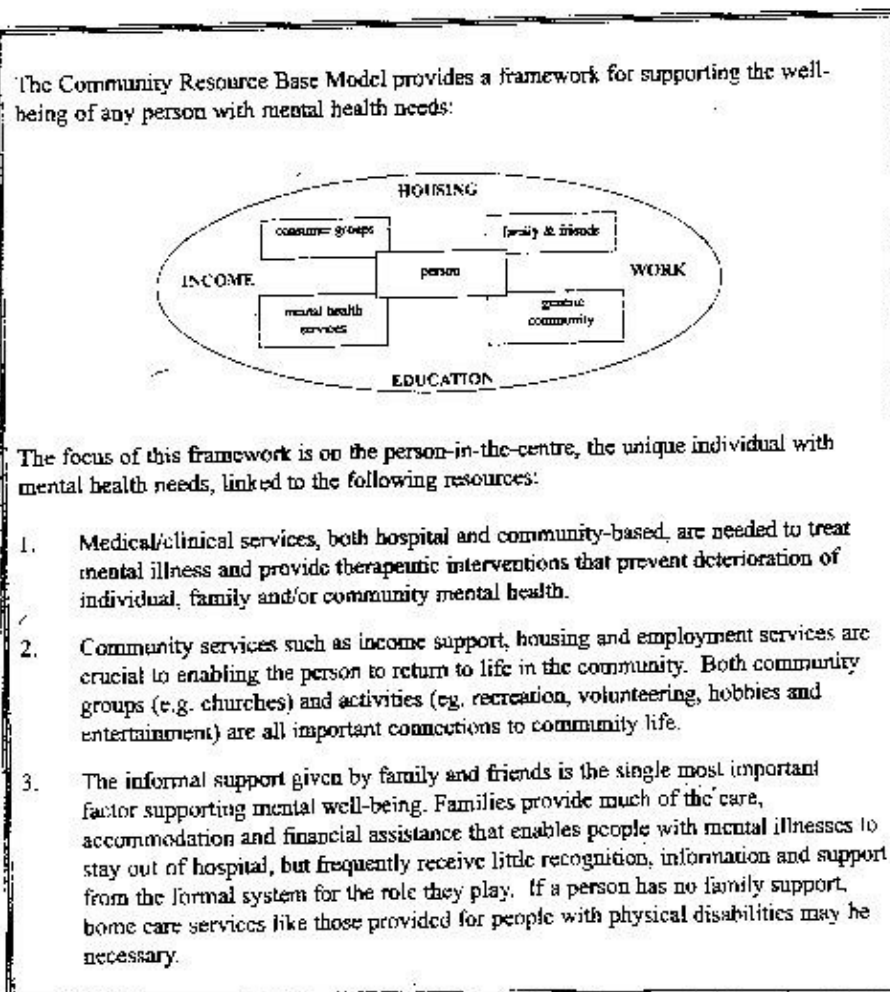 The Community Resource Base Model provides a framework for supporting the well-
being of any person with mental health needs:
HOUSING
consumer groups
family & friends
INCOME
person
WORK
mental health
services
generic
community
EDUCATION
The focus of this framework is on the person-in-the-centre, the unique individual with
mental health needs, linked to the following resources:
1. Medical/clinical services, both hospital and community-based, are needed to treat
mental illness and provide therapeutic interventions that prevent deterioration of
individual, family and/or community mental health.
2. Community services such as income support, housing and employment services are
crucial to enabling the person to return to life in the community. Both community
groups (e.g. churches) and activities (eg. recreation, volunteering, hobbies and
entertainment) are all important connections to community life.
3. The informal support given by family and friends is the single most important
factor supporting mental well-being. Families provide much of the care,
accommodation and financial assistance that enables people with mental illnesses to
stay out of hospital, but frequently receive little recognition, information and support
from the formal system for the role they play. If a person has no family support,
home care services like those provided for people with physical disabilities may be
necessary.